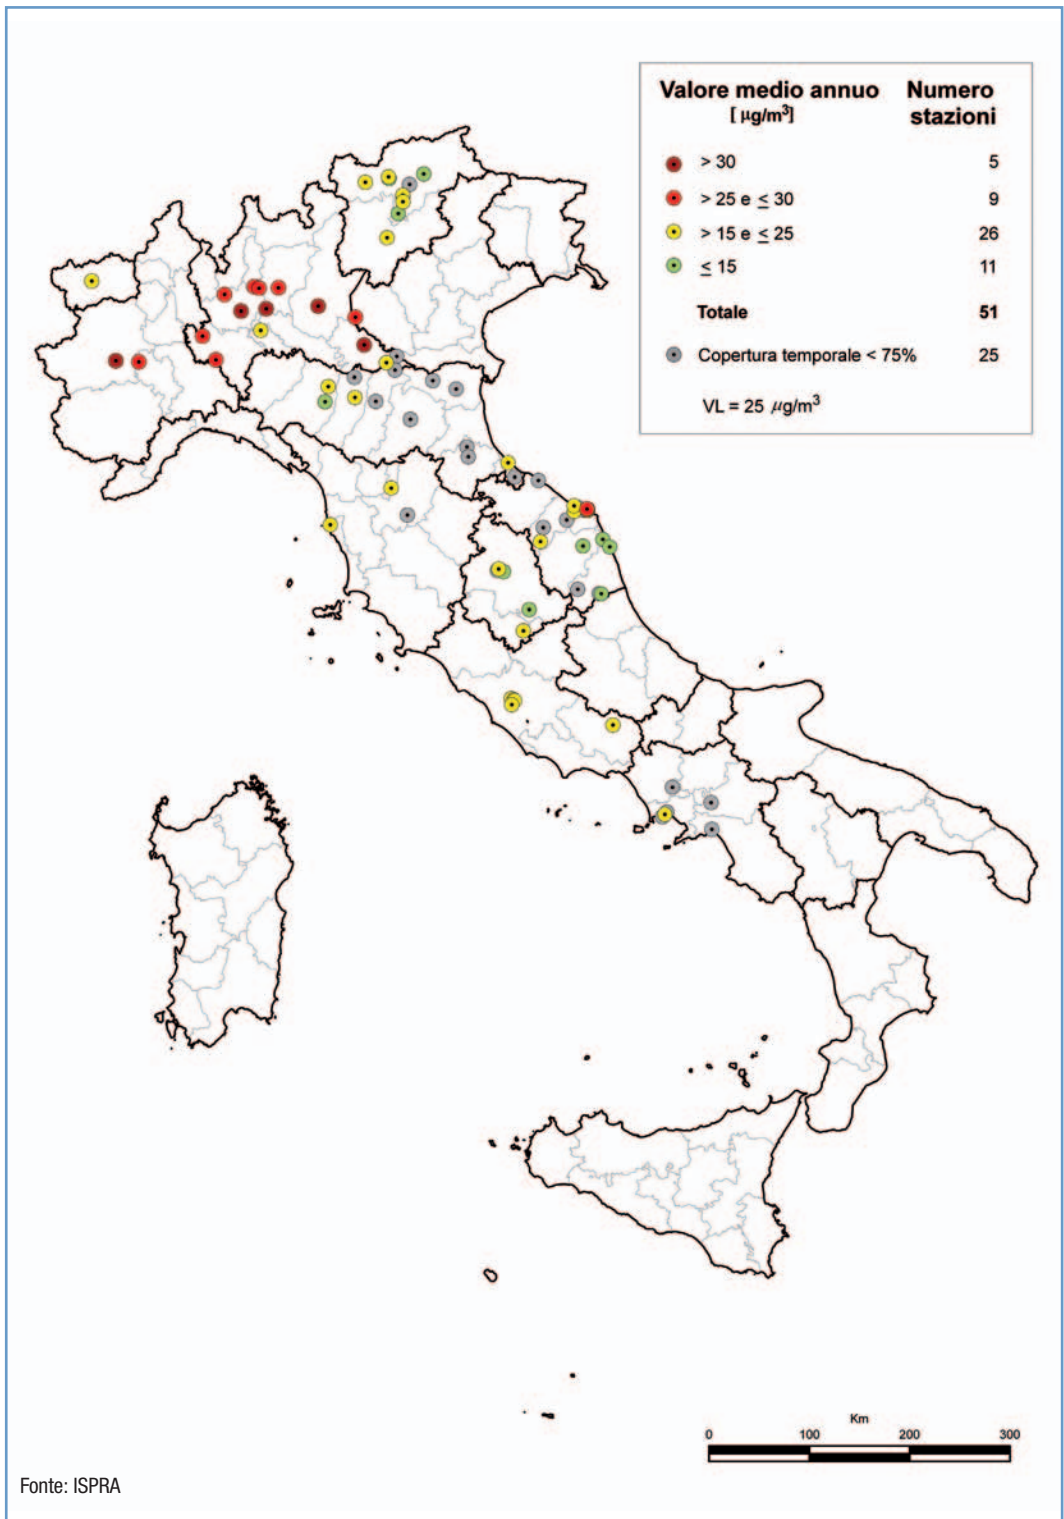 Valore medio annuo Numero
[ µg/m³] stazioni
> 30 5
> 25 e ≤ 30 9
> 15 e ≤ 25 26
≤ 15 11
Totale 51
Copertura temporale < 75% 25
VL = 25 µg/m³
Km
0 100 200 300
Fonte: ISPRA